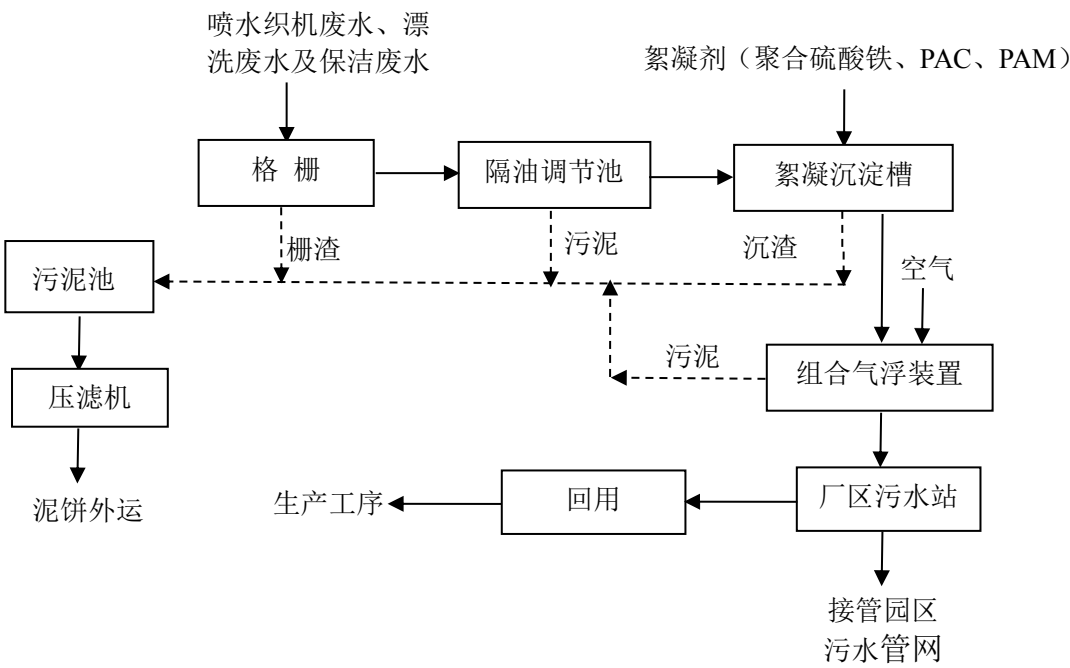 喷水织机废水、漂
洗废水及保洁废水
絮凝剂（聚合硫酸铁、PAC、PAM）
格 栅
隔油调节池
絮凝沉淀槽
栅渣
污泥
沉渣
污泥池
空气
污泥
组合气浮装置
压滤机
泥饼外运
生产工序
回用
厂区污水站
接管园区
污水管网